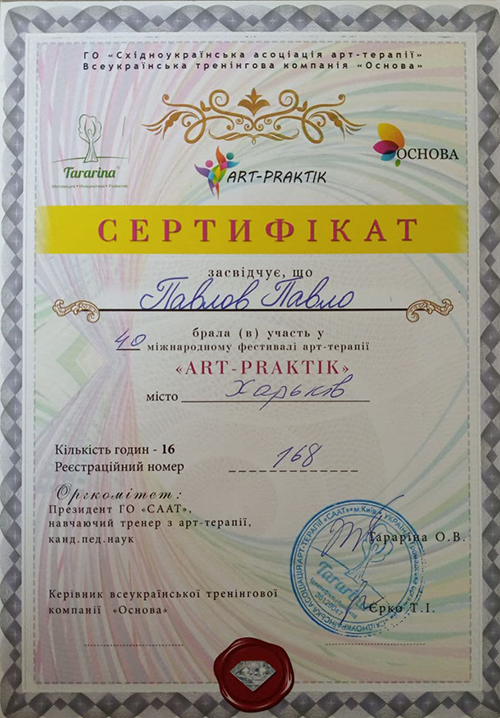 ГО «Східноукраїнська асоціація арт-терапії»
Всеукраїнська тренінгова компанія «Основа»
Tararina
ART-PRAKTIK
ОСНОВА
СЕРТИФІКАТ
засвідчує, що
Павлов Павло
брала (в) участь у
40 міжнародному фестивалі арт-терапії
«ART-PRAKTIK»
місто Харьків
Кількість годин - 16
Реєстраційний номер 168
Оргкомітет:
Президент ГО «СААТ»,
навчаючий тренер з арт-терапії,
канд.пед.наук
Тараріна О.В.
Керівник всеукраїнської тренінгової
компанії «Основа»
Єрко Т.І.
Tararina